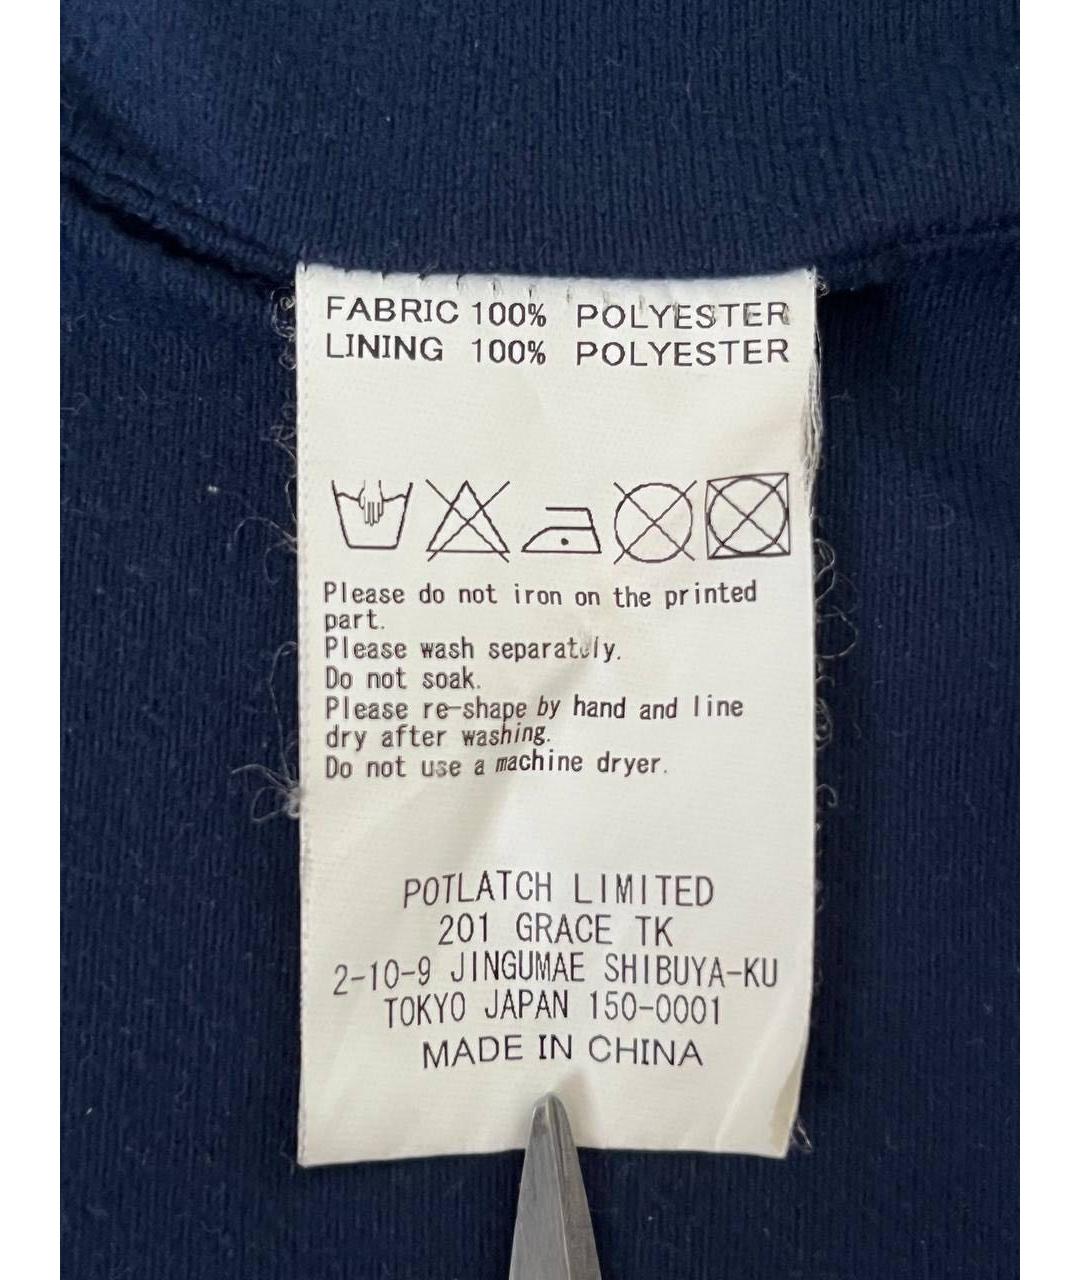 FABRIC 100% POLYESTER
LINING 100% POLYESTER
Please do not iron on the printed
part.
Please wash separately.
Do not soak.
Please re-shape by hand and line
dry after washing.
Do not use a machine dryer.
POTLATCH LIMITED
201 GRACE TK
2-10-9 JINGUMAE SHIBUYA-KU
TOKYO JAPAN 150-0001
MADE IN CHINA